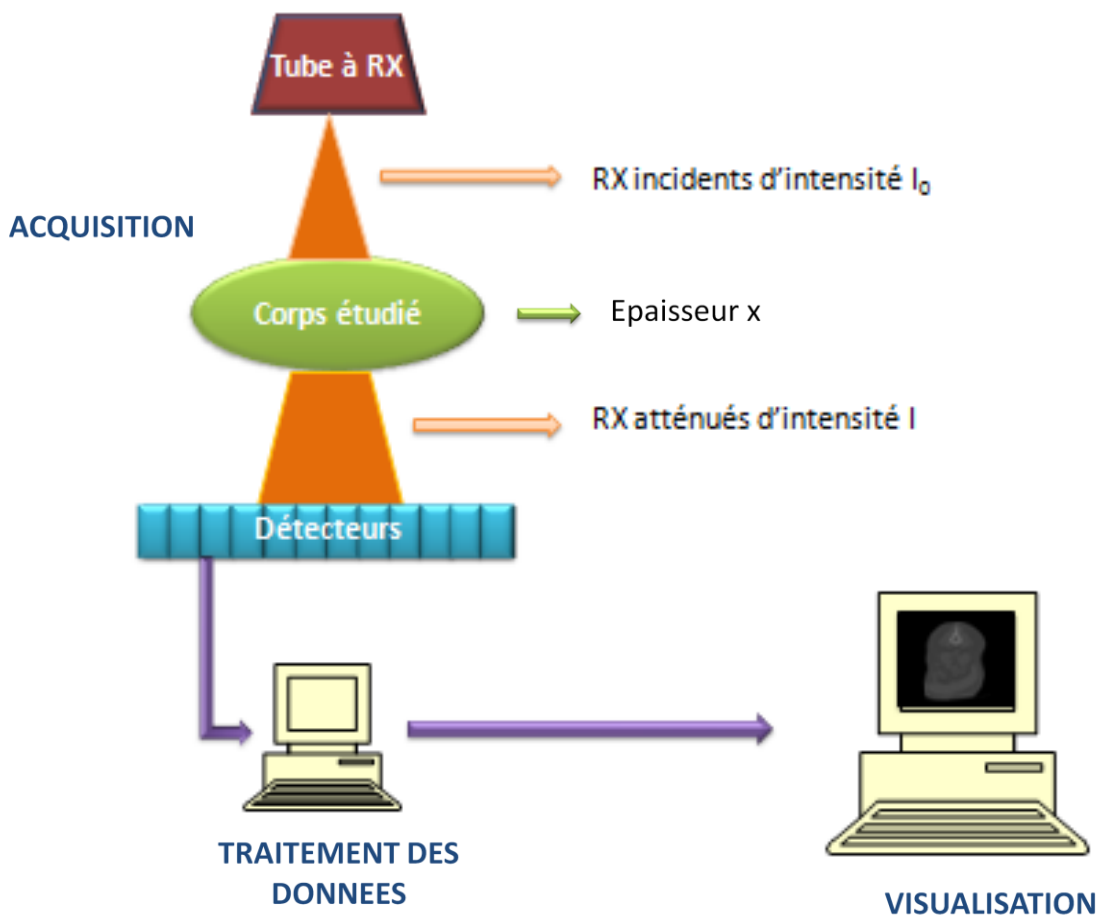 Tube à RX
RX incidents d'intensité I₀
ACQUISITION
Corps étudié
Epaisseur x
RX atténués d'intensité I
Détecteurs
TRAITEMENT DES
DONNEES
VISUALISATION